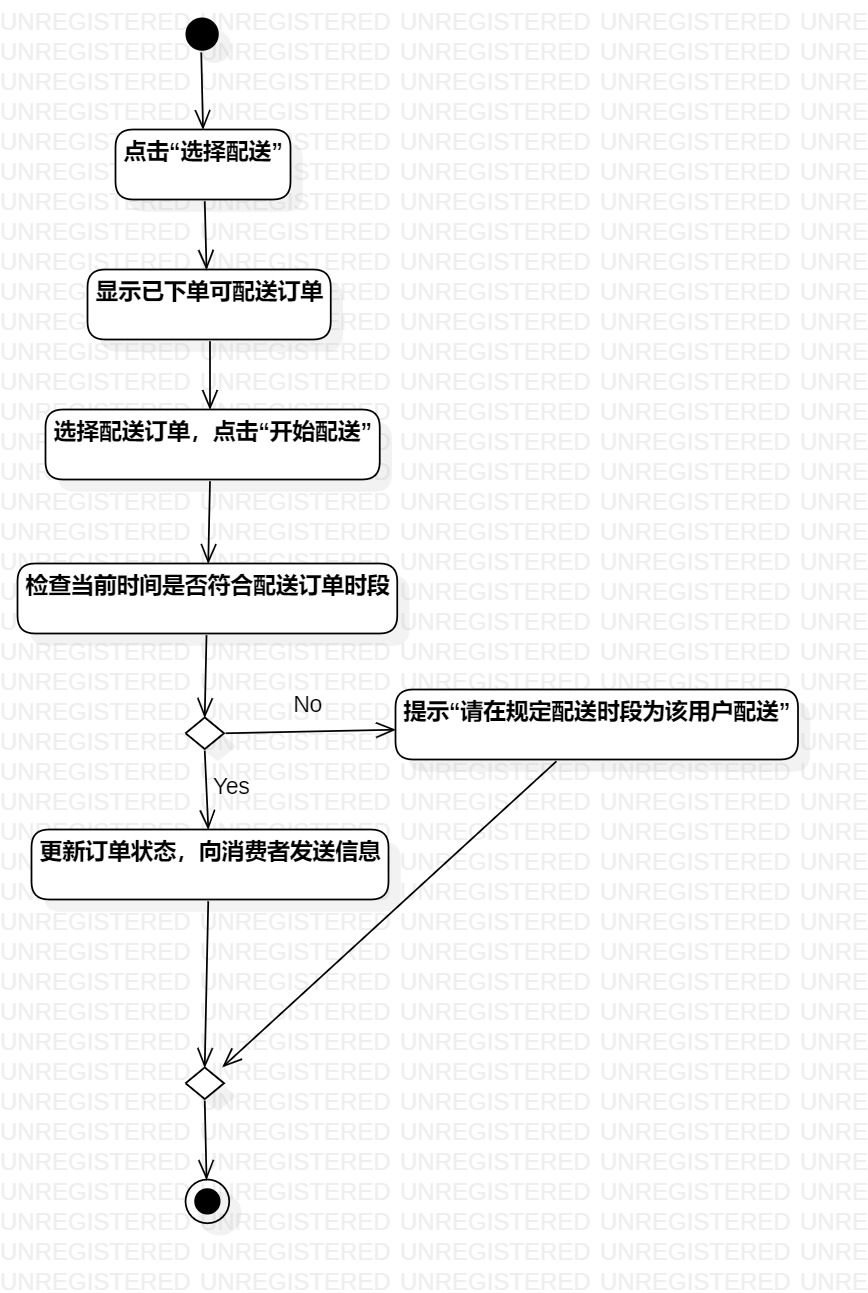 点击“选择配送”
显示已下单可配送订单
选择配送订单，点击“开始配送”
检查当前时间是否符合配送订单时段
No
提示“请在规定配送时段为该用户配送”
Yes
更新订单状态，向消费者发送信息
UNREGISTERED